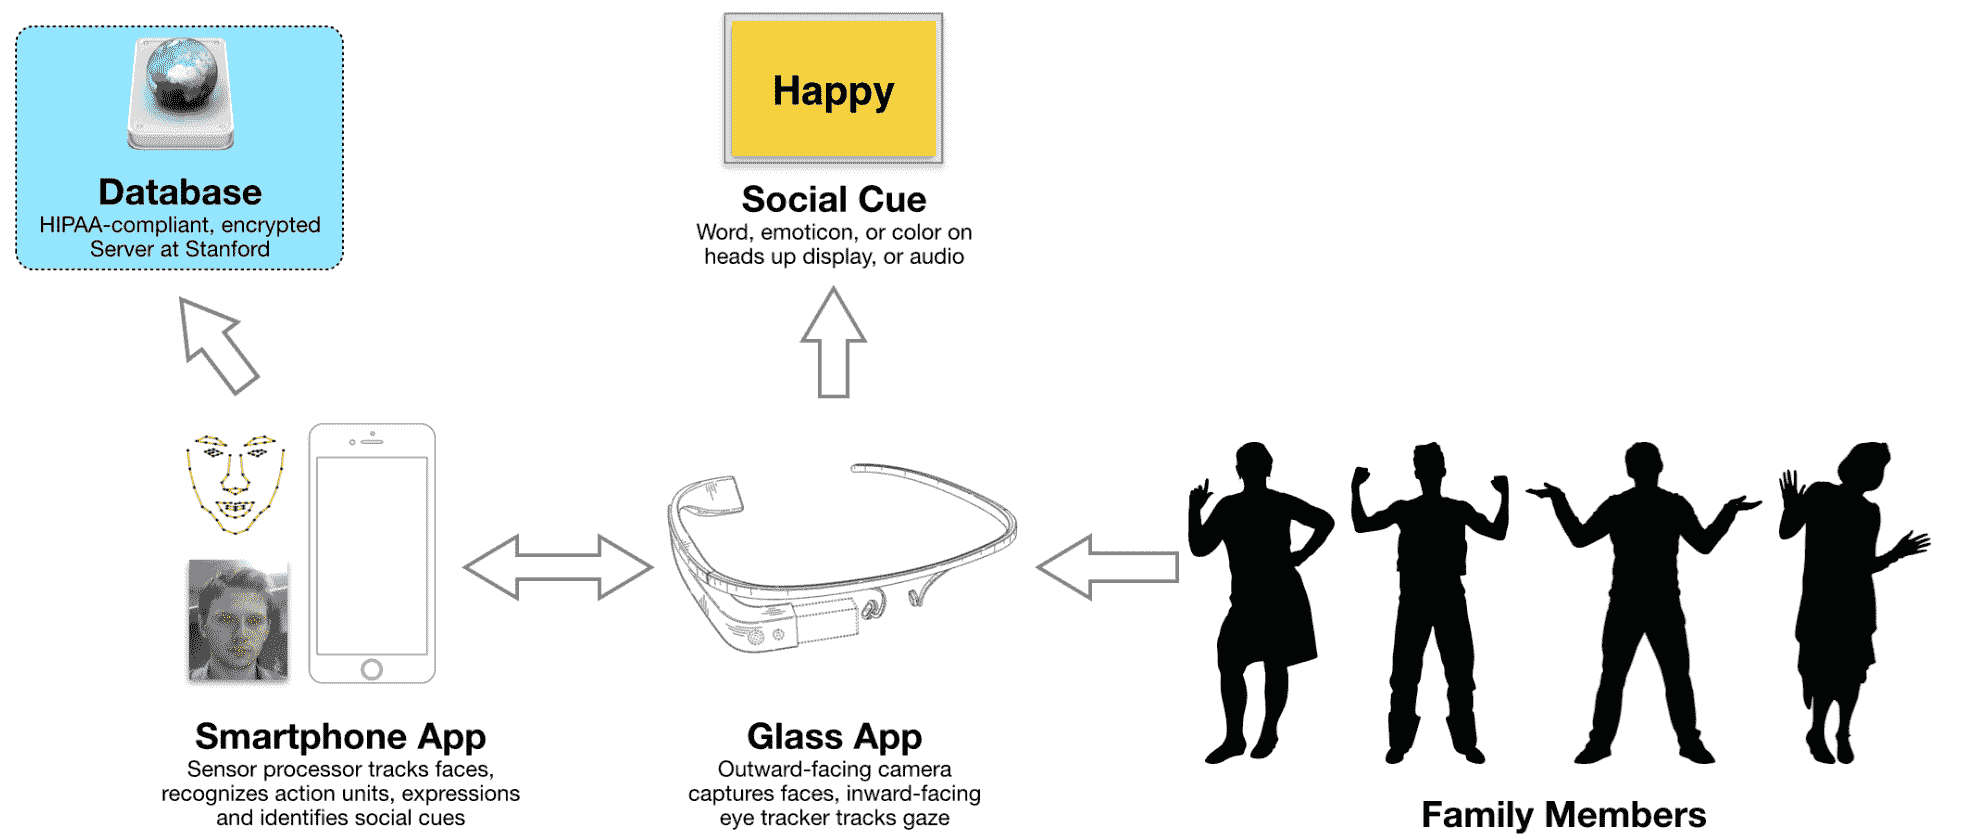 Database
HIPAA-compliant, encrypted
Server at Stanford
Happy
Social Cue
Word, emoticon, or color on
heads up display, or audio
Smartphone App
Sensor processor tracks faces,
recognizes action units, expressions
and identifies social cues
Glass App
Outward-facing camera
captures faces, inward-facing
eye tracker tracks gaze
Family Members